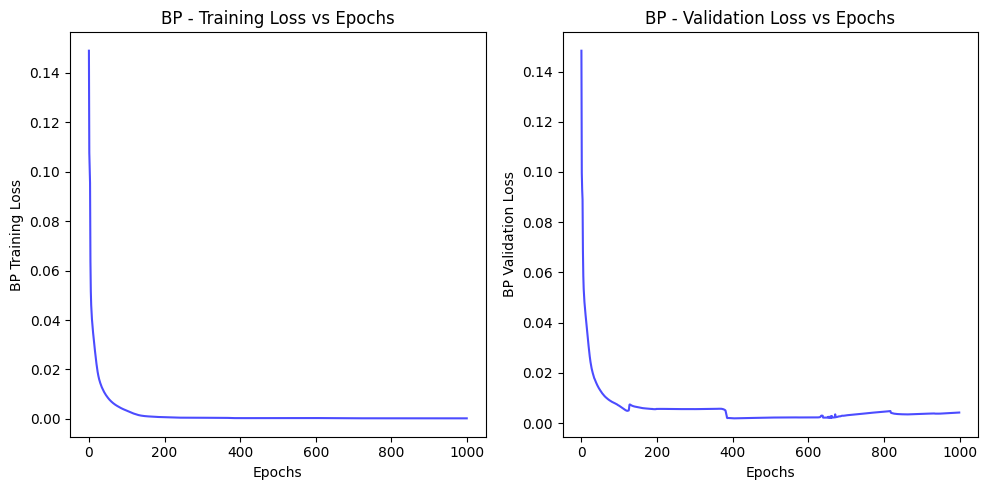 BP - Training Loss vs Epochs
BP Training Loss
0.14
0.12
0.10
0.08
0.06
0.04
0.02
0.00
0 200 400 600 800 1000
Epochs
BP - Validation Loss vs Epochs
BP Validation Loss
0.14
0.12
0.10
0.08
0.06
0.04
0.02
0.00
0 200 400 600 800 1000
Epochs